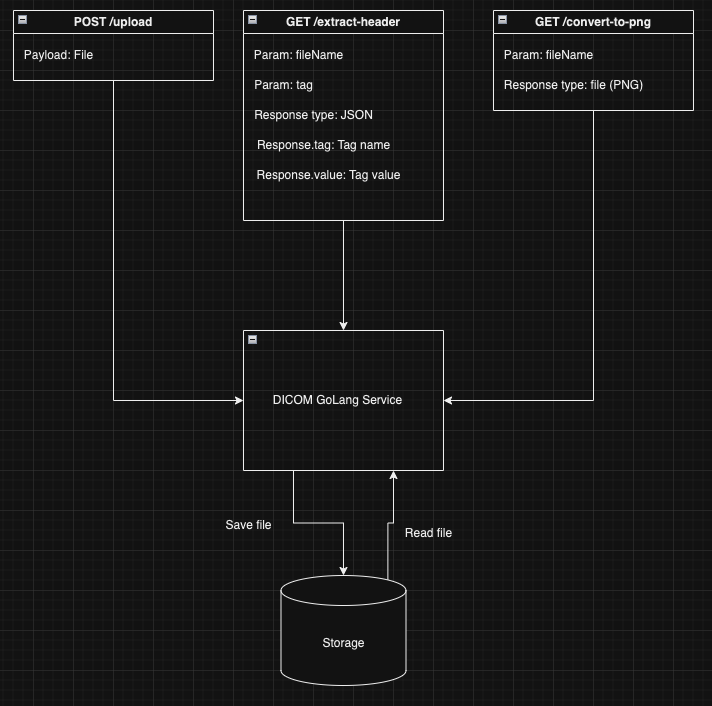 POST /upload
Payload: File
GET /extract-header
Param: fileName
Param: tag
Response type: JSON
Response.tag: Tag name
Response.value: Tag value
GET /convert-to-png
Param: fileName
Response type: file (PNG)
DICOM GoLang Service
Save file
Read file
Storage